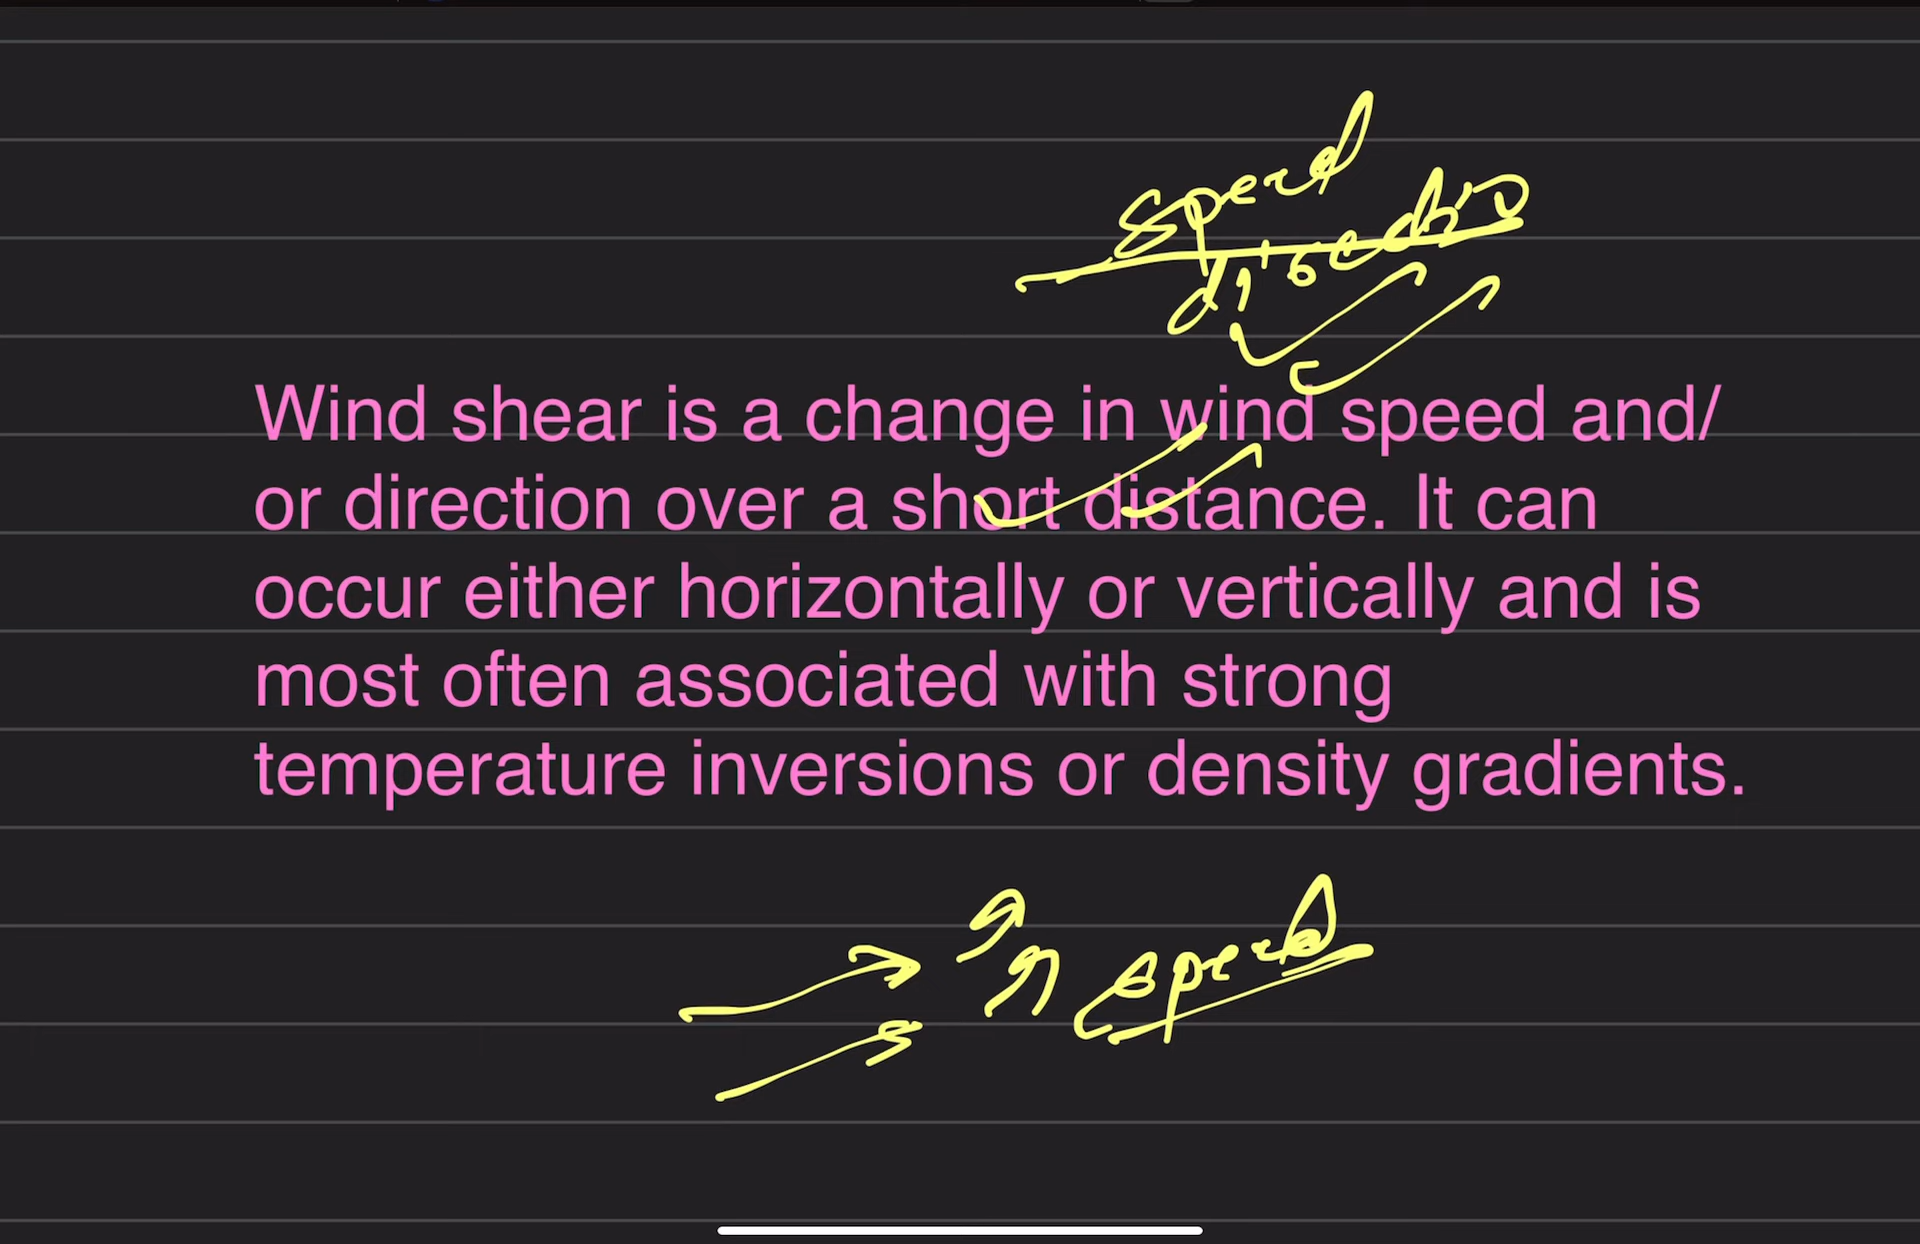 speed
direction
Wind shear is a change in wind speed and/
or direction over a short distance. It can
occur either horizontally or vertically and is
most often associated with strong
temperature inversions or density gradients.
speed